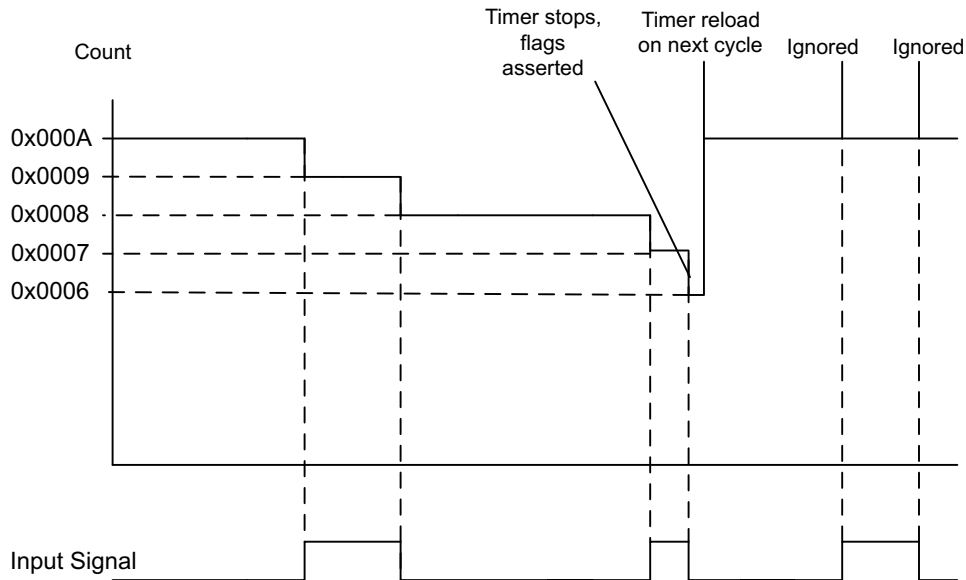 Timer stops,
flags
asserted
Timer reload
on next cycle
Ignored
Ignored
Count
0x000A
0x0009
0x0008
0x0007
0x0006
Input Signal